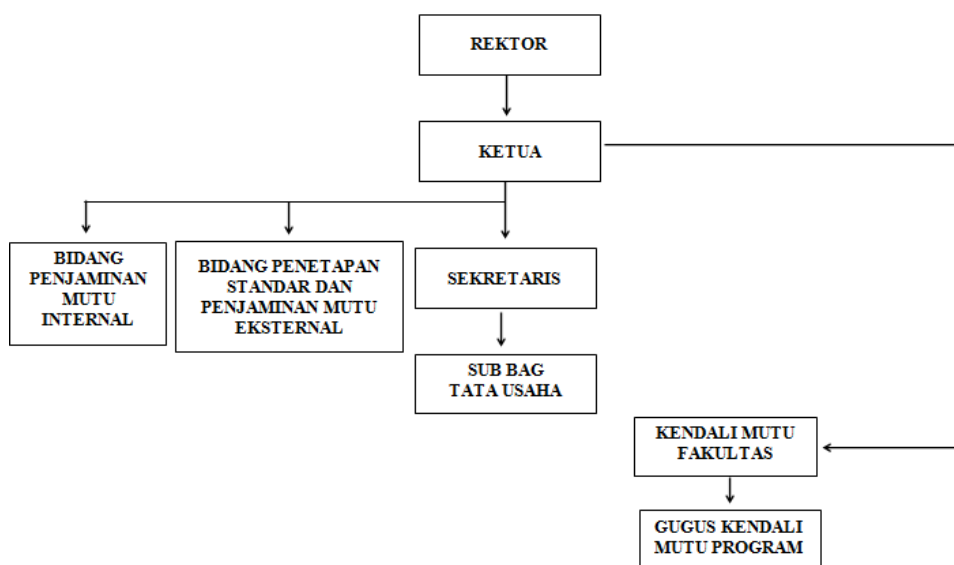 REKTOR
KETUA
BIDANG
PENJAMINAN
MUTU
INTERNAL
BIDANG PENETAPAN
STANDAR DAN
PENJAMINAN MUTU
EKSTERNAL
SEKRETARIS
SUB BAG
TATA USAHA
KENDALI MUTU
FAKULTAS
GUGUS KENDALI
MUTU PROGRAM